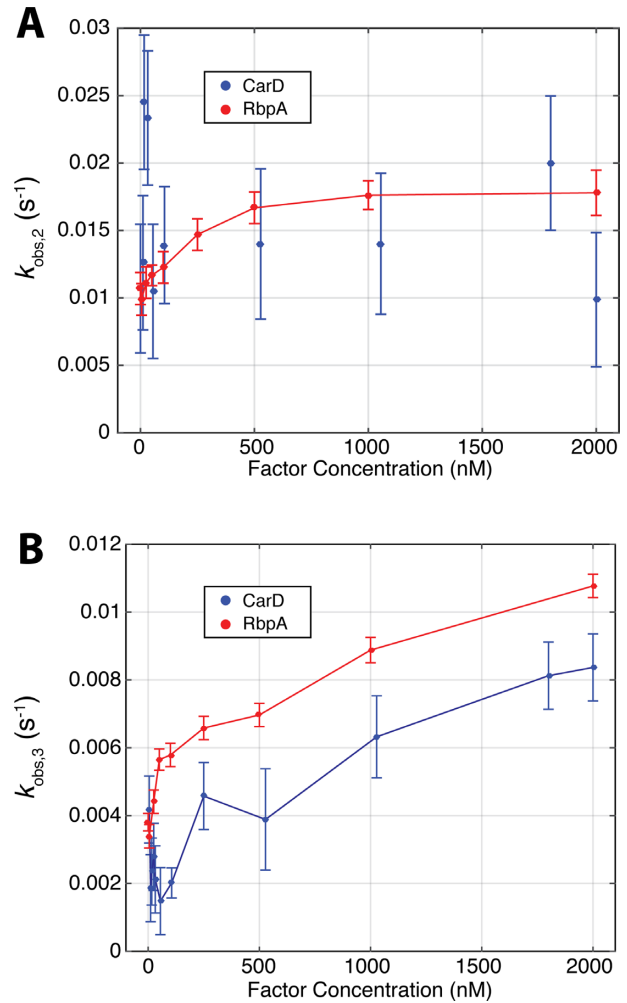 A
0.03
0.025
0.02
0.015
0.01
0.005
0
k_obs,2 (s⁻¹)
CarD
RbpA
0 500 1000 1500 2000
Factor Concentration (nM)
B
0.012
0.01
0.008
0.006
0.004
0.002
0
k_obs,3 (s⁻¹)
CarD
RbpA
0 500 1000 1500 2000
Factor Concentration (nM)